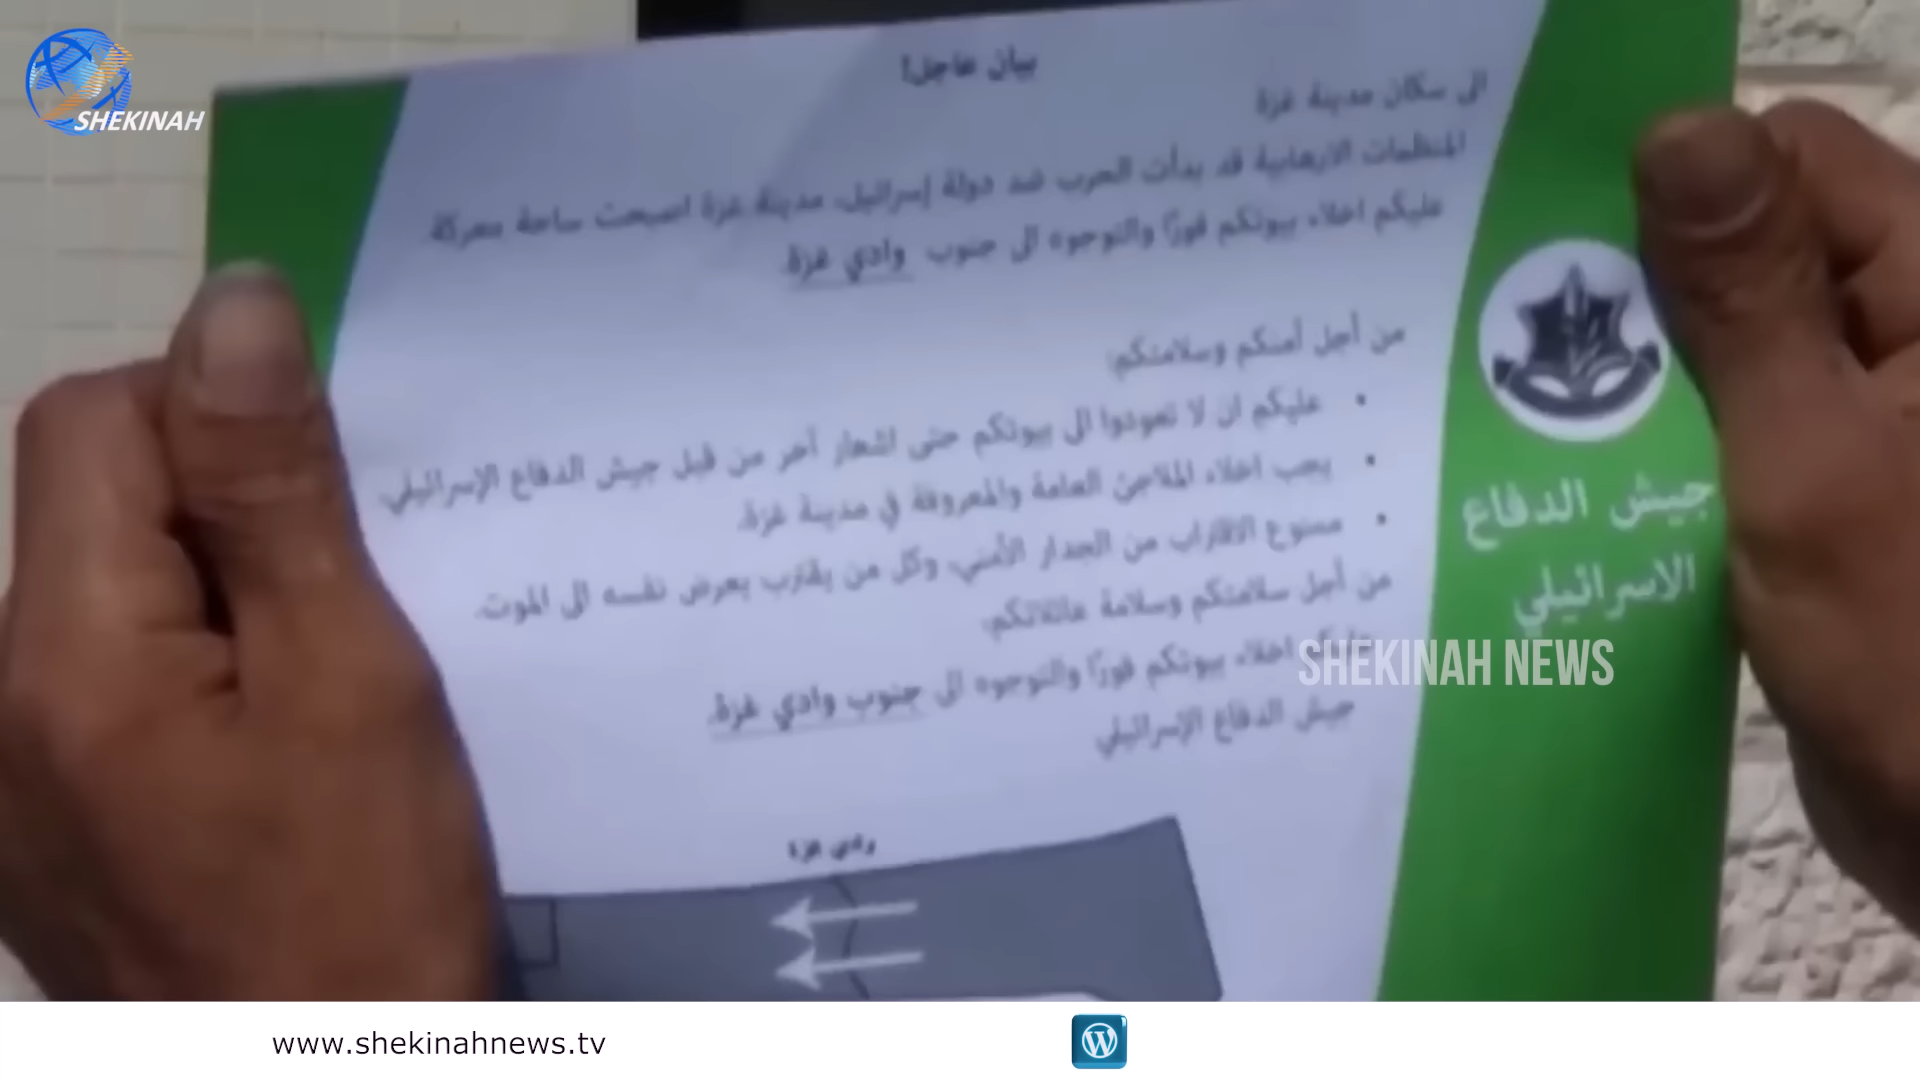 SHEKINAH
بيان عاجل!
الى سكان مدينة غزة
المنظمات الارهابية قد بدأت الحرب ضد دولة إسرائيل، مدينة غزة اصبحت ساحة معركة.
عليكم اخلاء بيوتكم فورًا والتوجوه الى جنوب وادي غزة.
من أجل أمنكم وسلامتكم:
• عليكم ان لا تعودوا الى بيوتكم حتى اشعار آخر من قبل جيش الدفاع الإسرائيلي.
• يجب اخلاء الملاجئ العامة والمعروفة في مدينة غزة.
• ممنوع الاقتراب من الجدار الأمني، وكل من يقترب يعرض نفسه الى الموت.
من أجل سلامتكم وسلامة عائلاتكم،
عليكم اخلاء بيوتكم فورًا والتوجوه الى جنوب وادي غزة.
جيش الدفاع الإسرائيلي
وادي غزة
جيش الدفاع
الاسرائيلي
SHEKINAH NEWS
www.shekinahnews.tv